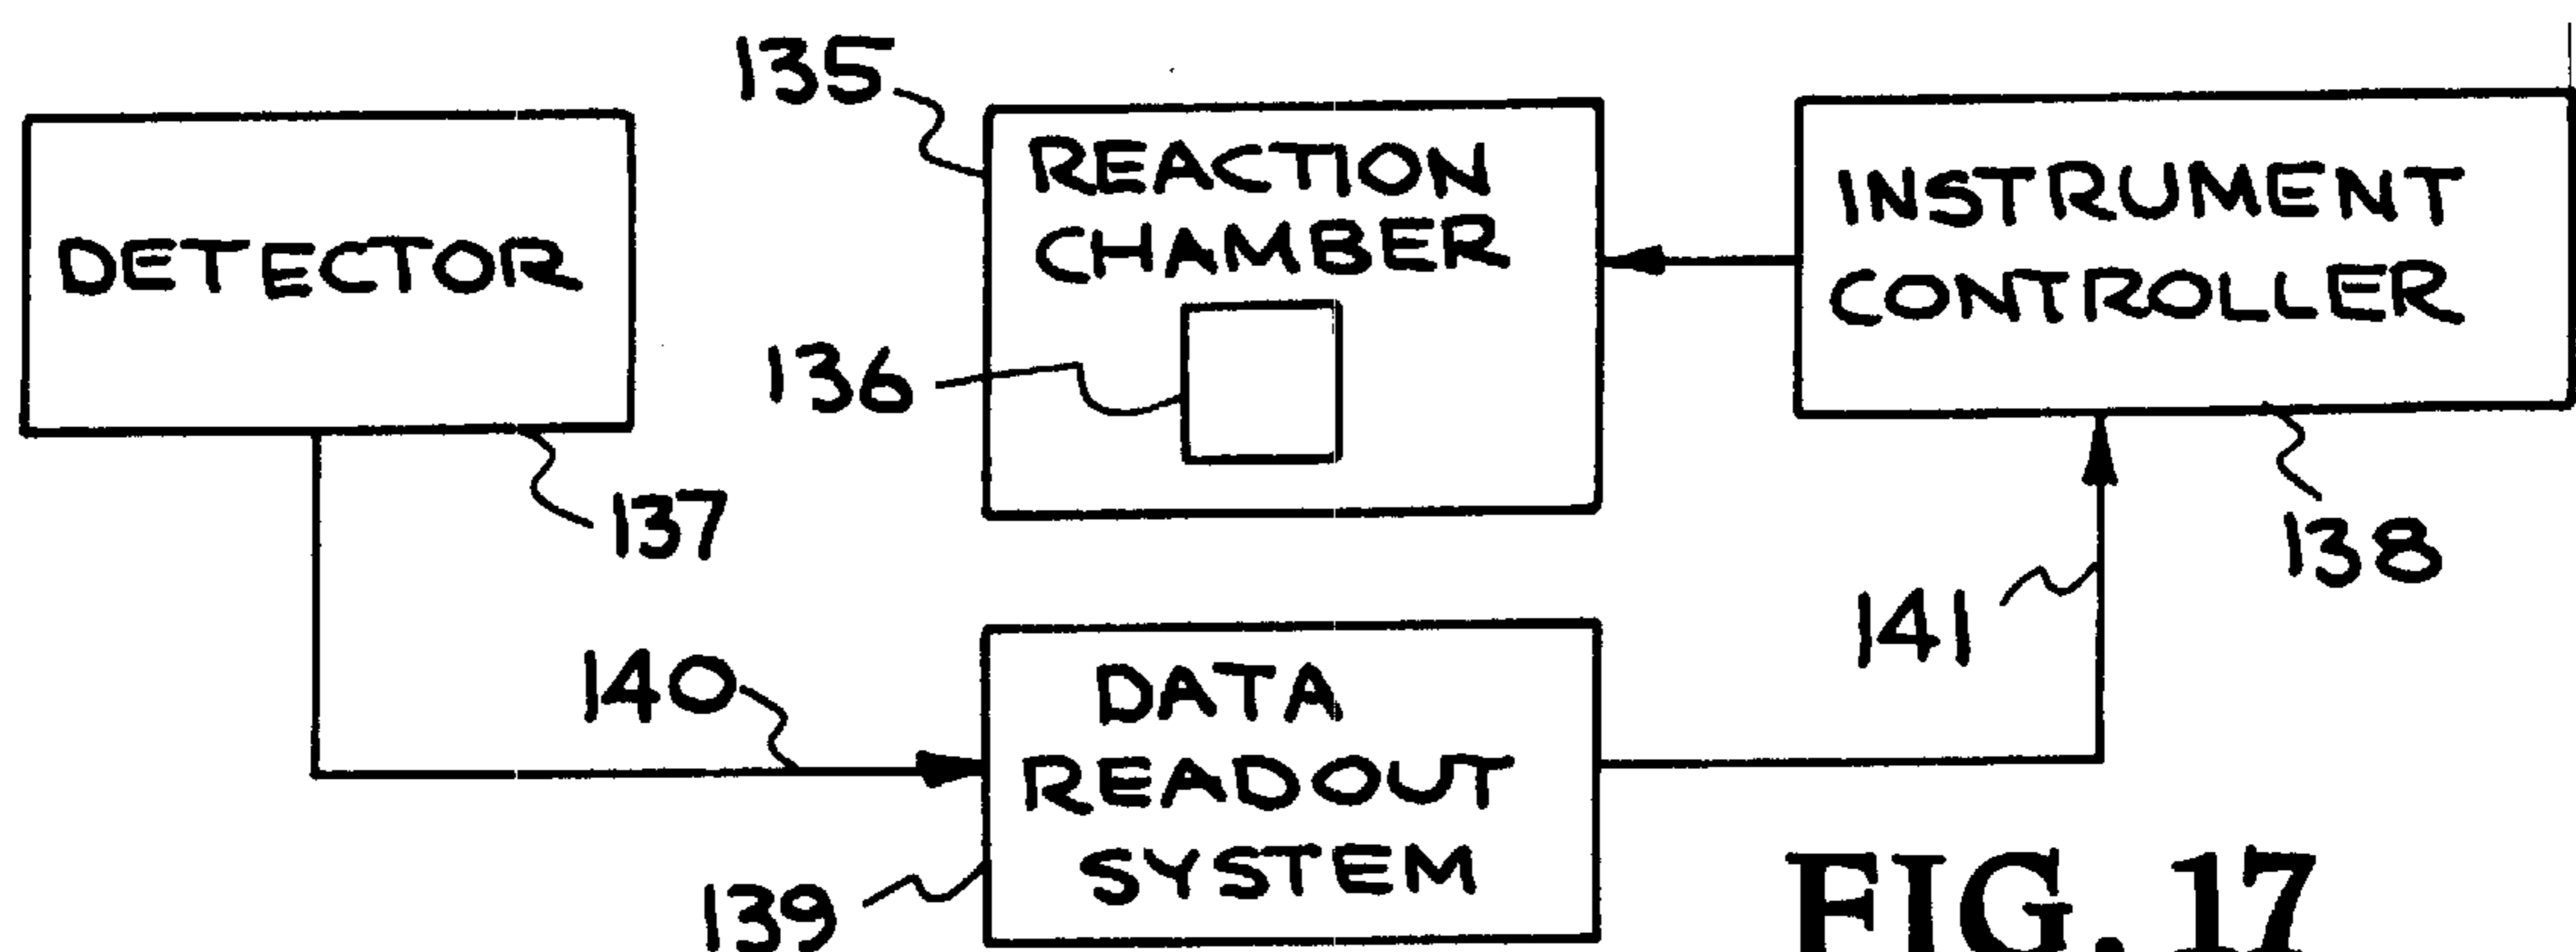 135
DETECTOR
REACTION
CHAMBER
136
INSTRUMENT
CONTROLLER
137
138
140
141
DATA
READOUT
SYSTEM
139
FIG. 17